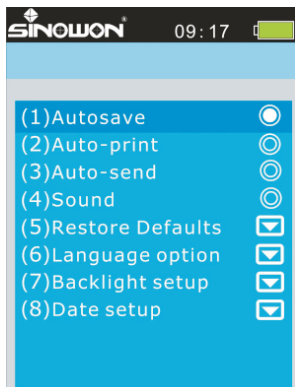 SINOWON 09:17
(1)Autosave
(2)Auto-print
(3)Auto-send
(4)Sound
(5)Restore Defaults
(6)Language option
(7)Backlight setup
(8)Date setup